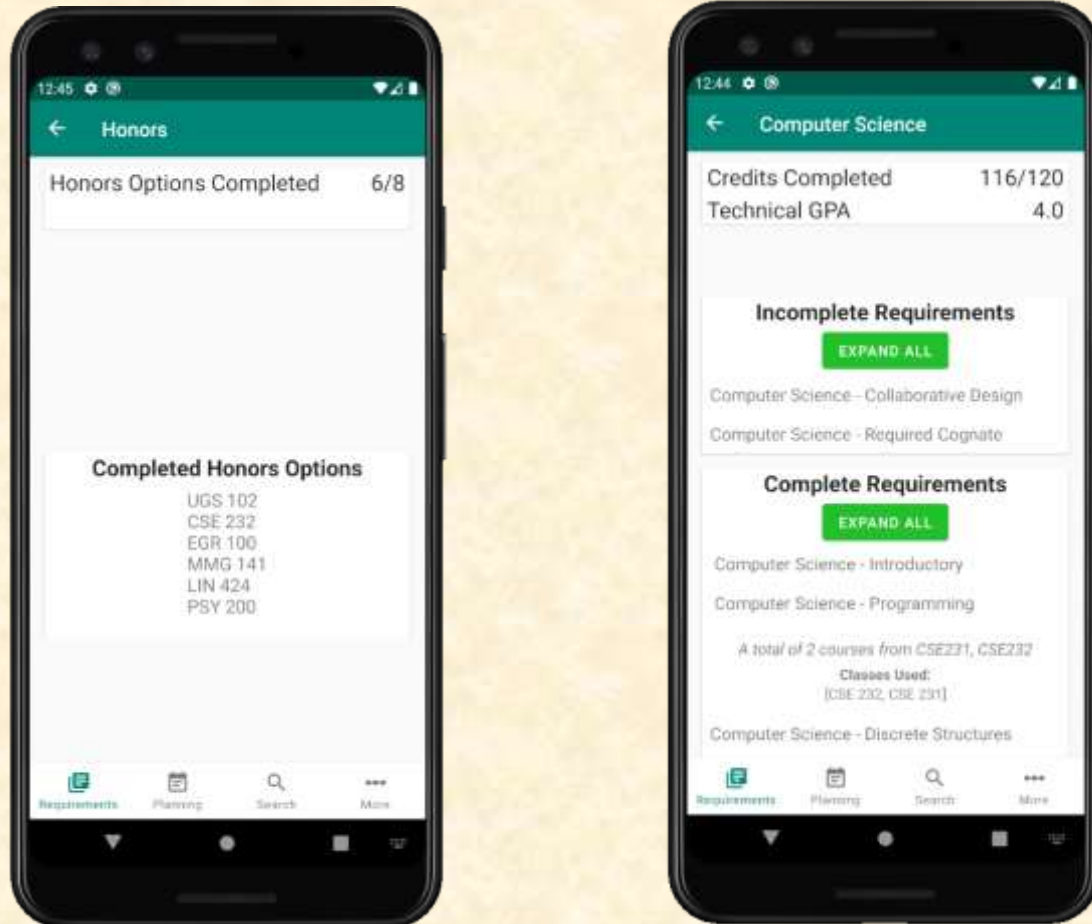 12:45
Honors
Honors Options Completed 6/8
Completed Honors Options
UGS 102
CSE 232
EGR 100
MMG 141
LIN 424
PSY 200
Requirements Planning Search More
12:44
Computer Science
Credits Completed 116/120
Technical GPA 4.0
Incomplete Requirements
EXPAND ALL
Computer Science - Collaborative Design
Computer Science - Required Cognate
Complete Requirements
EXPAND ALL
Computer Science - Introductory
Computer Science - Programming
A total of 2 courses from CSE231, CSE232
Classes Used:
[CSE 232, CSE 231]
Computer Science - Discrete Structures
Requirements Planning Search More